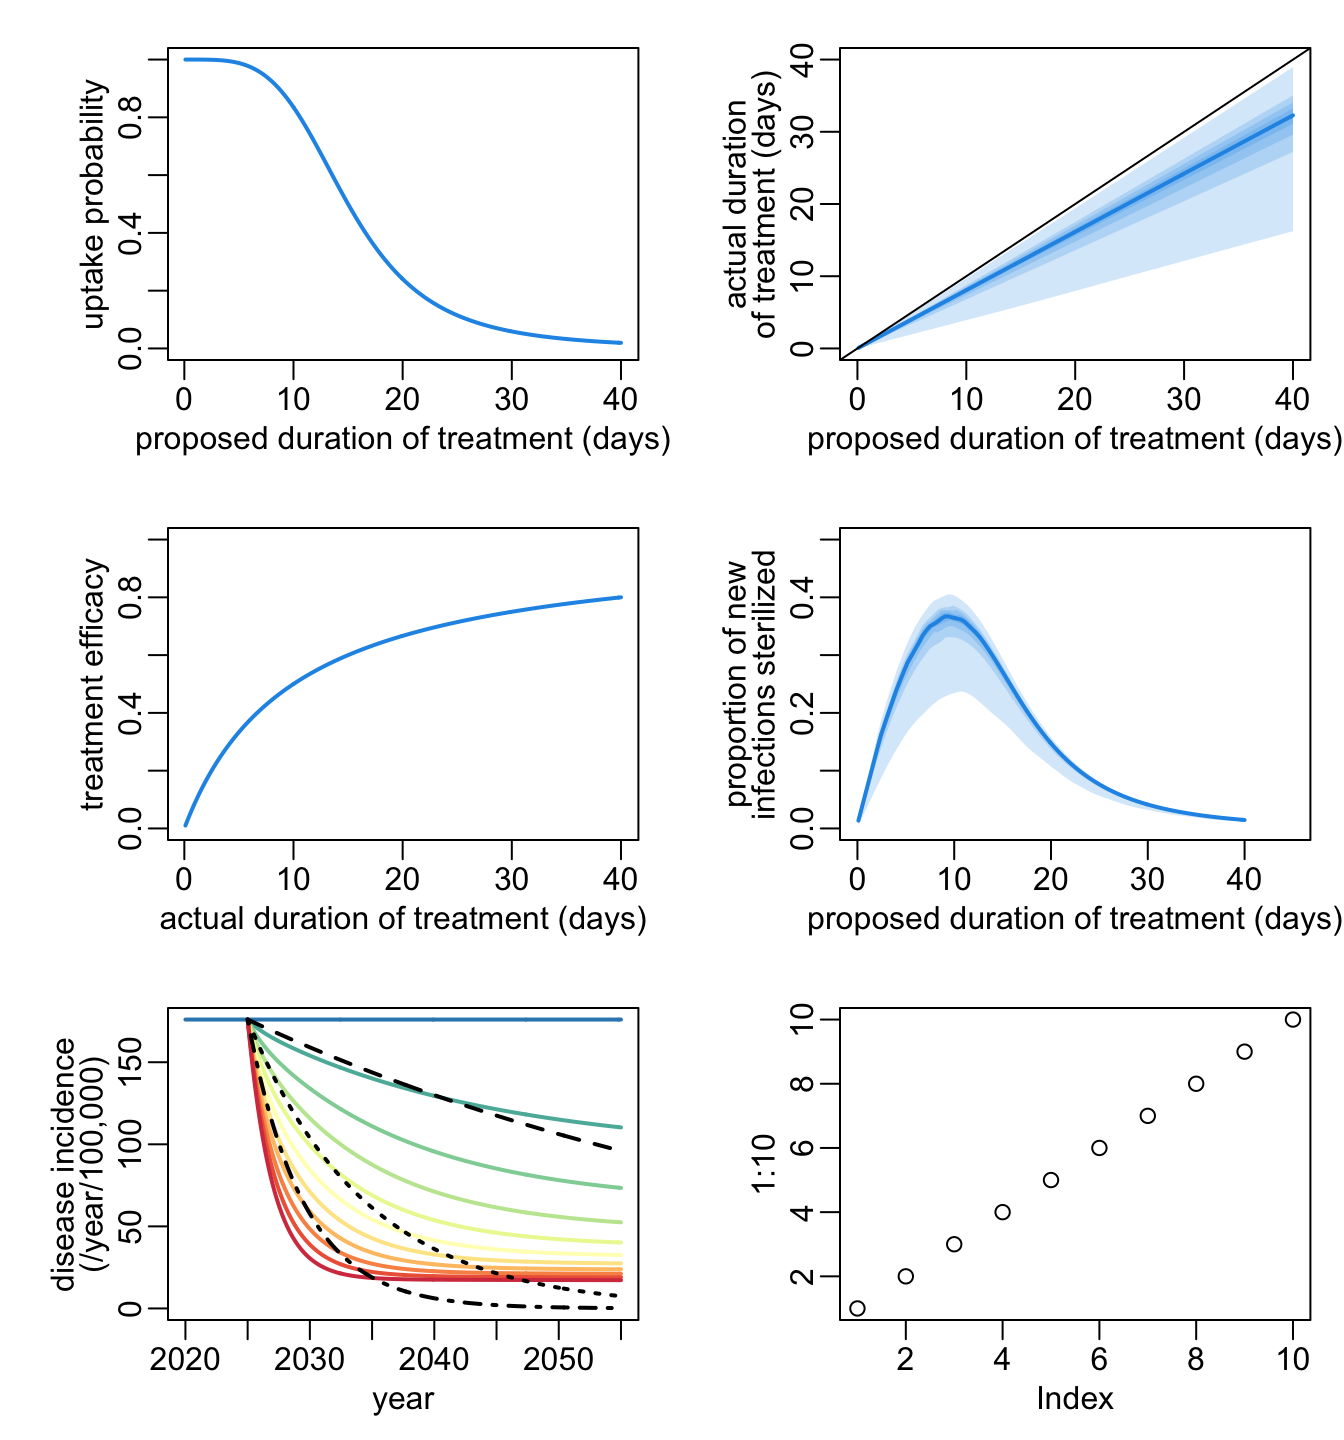 uptake probability
0.0 0.4 0.8
0 10 20 30 40
proposed duration of treatment (days)
actual duration
of treatment (days)
0 10 20 30 40
0 10 20 30 40
proposed duration of treatment (days)
treatment efficacy
0.0 0.4 0.8
0 10 20 30 40
actual duration of treatment (days)
proportion of new
infections sterilized
0.0 0.2 0.4
0 10 20 30 40
proposed duration of treatment (days)
disease incidence
(/year/100,000)
0 50 100 150
2020 2030 2040 2050
year
1:10
2 4 6 8 10
2 4 6 8 10
Index